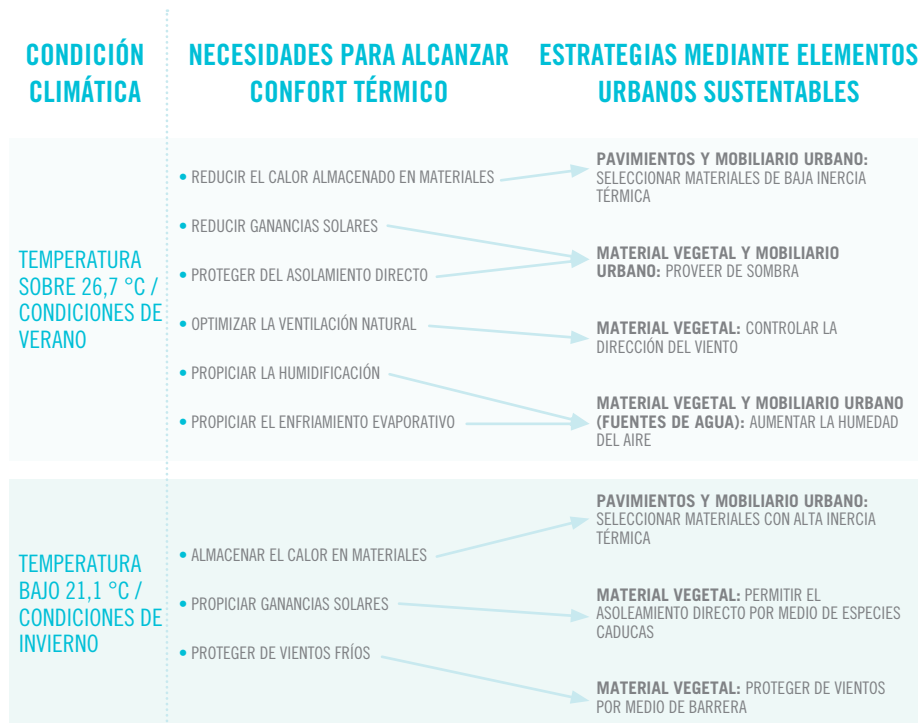 CONDICIÓN
CLIMÁTICA
NECESIDADES PARA ALCANZAR
CONFORT TÉRMICO
ESTRATEGIAS MEDIANTE ELEMENTOS
URBANOS SUSTENTABLES
TEMPERATURA
SOBRE 26,7 °C /
CONDICIONES DE
VERANO
• REDUCIR EL CALOR ALMACENADO EN MATERIALES
• REDUCIR GANANCIAS SOLARES
• PROTEGER DEL ASOLAMIENTO DIRECTO
• OPTIMIZAR LA VENTILACIÓN NATURAL
• PROPICIAR LA HUMIDIFICACIÓN
• PROPICIAR EL ENFRIAMIENTO EVAPORATIVO
PAVIMIENTOS Y MOBILIARIO URBANO:
SELECCIONAR MATERIALES DE BAJA INERCIA
TÉRMICA
MATERIAL VEGETAL Y MOBILIARIO
URBANO: PROVEER DE SOMBRA
MATERIAL VEGETAL: CONTROLAR LA
DIRECCIÓN DEL VIENTO
MATERIAL VEGETAL Y MOBILIARIO URBANO
(FUENTES DE AGUA): AUMENTAR LA HUMEDAD
DEL AIRE
TEMPERATURA
BAJO 21,1 °C /
CONDICIONES DE
INVIERNO
• ALMACENAR EL CALOR EN MATERIALES
• PROPICIAR GANANCIAS SOLARES
• PROTEGER DE VIENTOS FRÍOS
PAVIMIENTOS Y MOBILIARIO URBANO:
SELECCIONAR MATERIALES CON ALTA INERCIA
TÉRMICA
MATERIAL VEGETAL: PERMITIR EL
ASOLEAMIENTO DIRECTO POR MEDIO DE ESPECIES
CADUCAS
MATERIAL VEGETAL: PROTEGER DE VIENTOS
POR MEDIO DE BARRERA